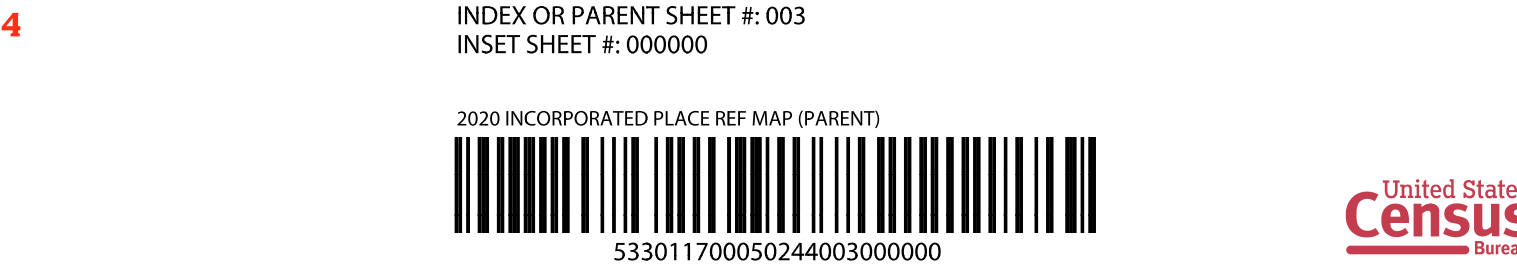 4
INDEX OR PARENT SHEET #: 003
INSET SHEET #: 000000
2020 INCORPORATED PLACE REF MAP (PARENT)
5330117000050244003000000
United State
Census
Burea